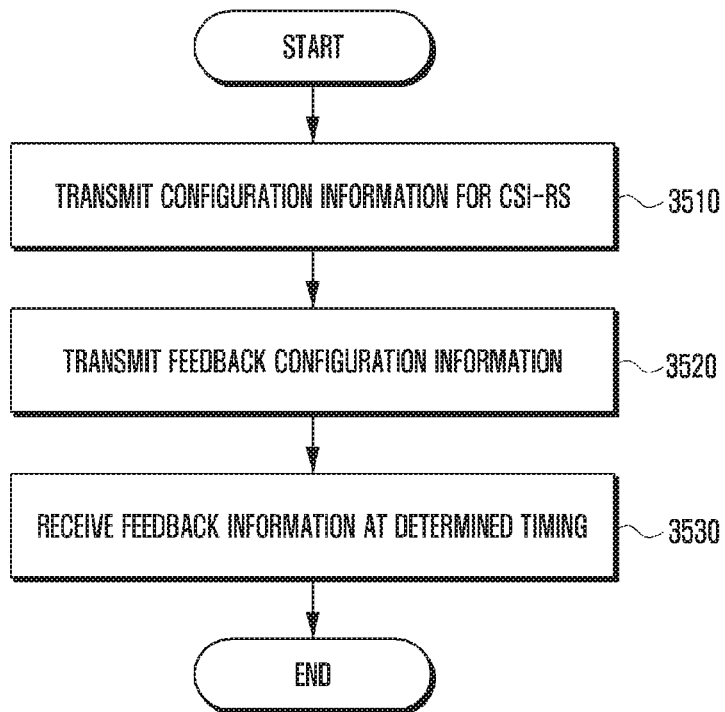 START
TRANSMIT CONFIGURATION INFORMATION FOR CSI-RS
3510
TRANSMIT FEEDBACK CONFIGURATION INFORMATION
3520
RECEIVE FEEDBACK INFORMATION AT DETERMINED TIMING
3530
END